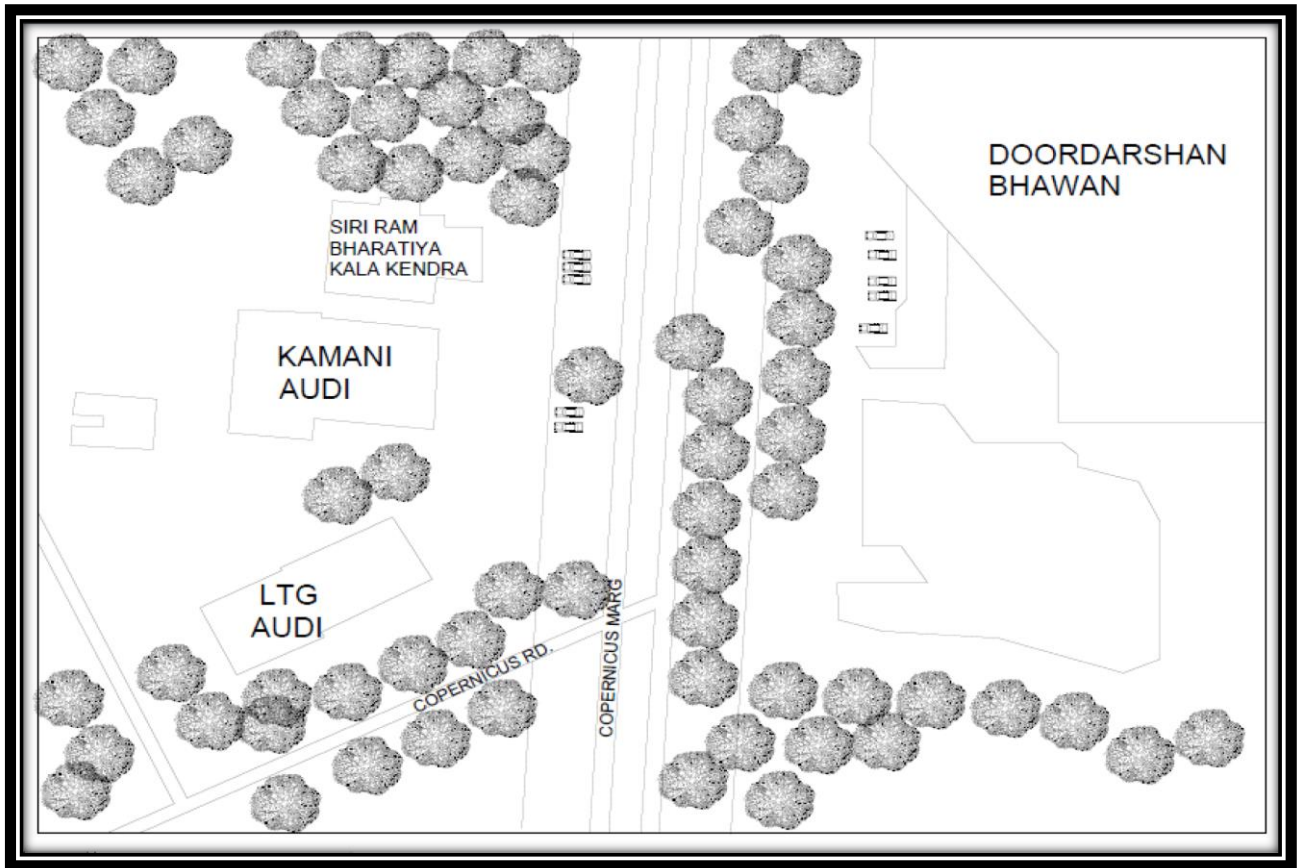 DOORDARSHAN
BHAWAN
SIRI RAM
BHARATIYA
KALA KENDRA
KAMANI
AUDI
LTG
AUDI
COPERNICUS RD.
COPERNICUS MARG